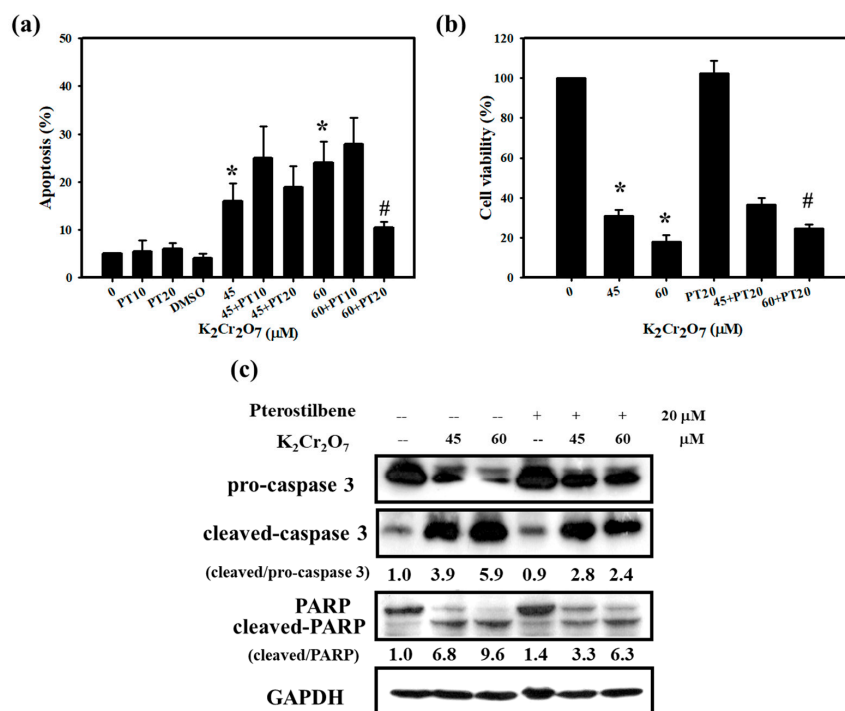 (a)
50
40
30
20
10
0
Apoptosis (%)
*
*
#
0
PT10
PT20
DMSO
45
45+PT10
45+PT20
60
60+PT10
60+PT20
K₂Cr₂O₇ (μM)
(b)
120
100
80
60
40
20
0
Cell viability (%)
*
*
#
0
45
60
PT20
45+PT20
60+PT20
K₂Cr₂O₇ (μM)
(c)
Pterostilbene -- -- -- + + + 20 μM
K₂Cr₂O₇ -- 45 60 -- 45 60 μM
pro-caspase 3
cleaved-caspase 3
(cleaved/pro-caspase 3) 1.0 3.9 5.9 0.9 2.8 2.4
PARP
cleaved-PARP
(cleaved/PARP) 1.0 6.8 9.6 1.4 3.3 6.3
GAPDH